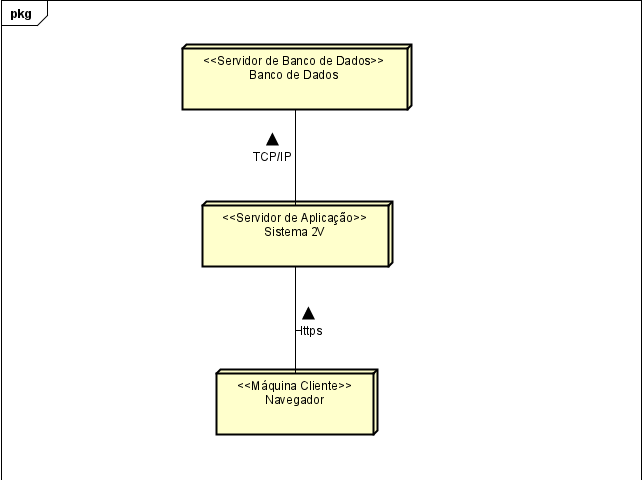 pkg
<<Servidor de Banco de Dados>>
Banco de Dados
TCP/IP
<<Servidor de Aplicação>>
Sistema 2V
Https
<<Máquina Cliente>>
Navegador